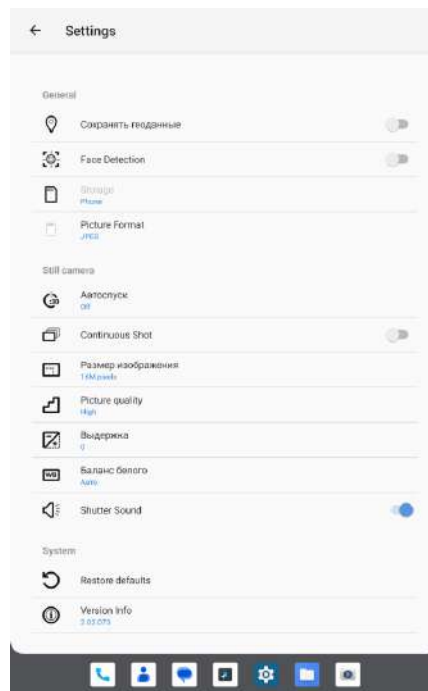 Settings
General
Сохранять геоданные
Face Detection
Storage
Phone
Picture Format
JPEG
Still camera
Автоспуск
Off
Continuous Shot
Размер изображения
Picture quality
High
Выдержка
0
Баланс белого
WB
Auto
Shutter Sound
System
Restore defaults
Version Info